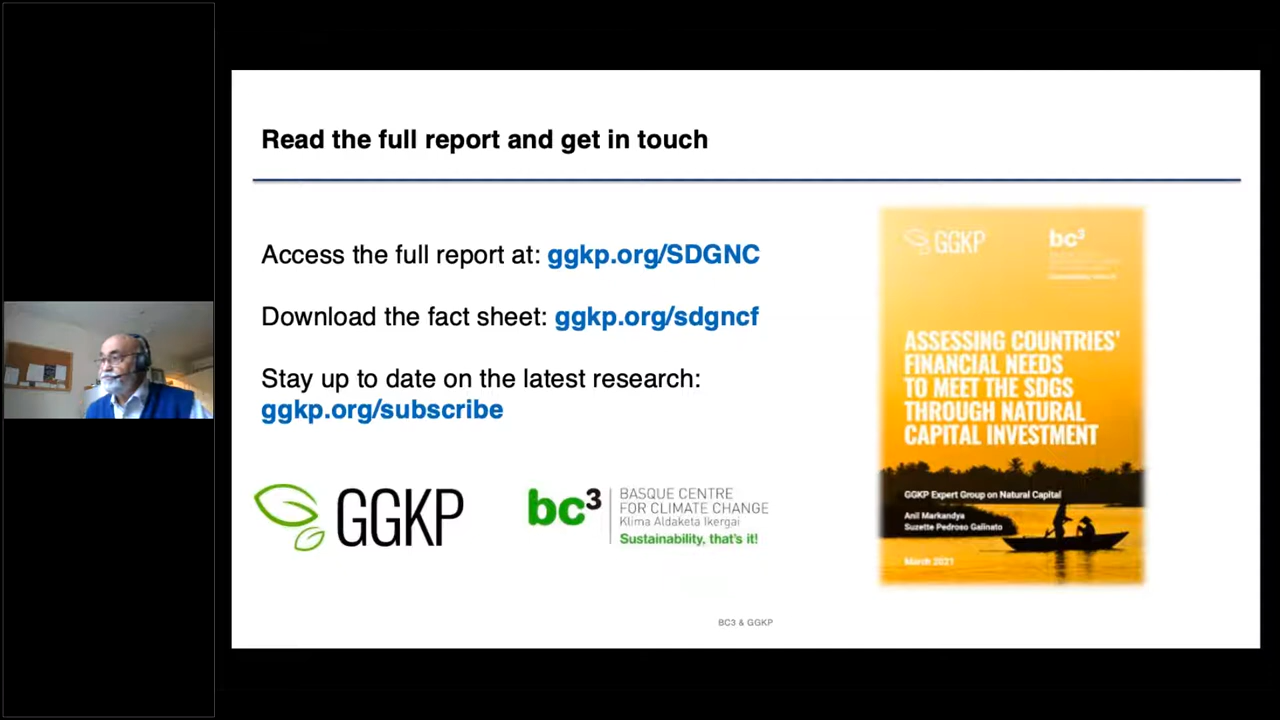 Read the full report and get in touch
Access the full report at: ggkp.org/SDGNC
Download the fact sheet: ggkp.org/sdgncf
Stay up to date on the latest research:
ggkp.org/subscribe
GGKP
bc3
BASQUE CENTRE
FOR CLIMATE CHANGE
Klima Aldaketa Ikergai
Sustainability, that's it!
GGKP
bc3
ASSESSING COUNTRIES'
FINANCIAL NEEDS
TO MEET THE SDGS
THROUGH NATURAL
CAPITAL INVESTMENT
GGKP Expert Group on Natural Capital
Anil Markandya
Suzette Pedroso Galinato
March 2021
BC3 & GGKP